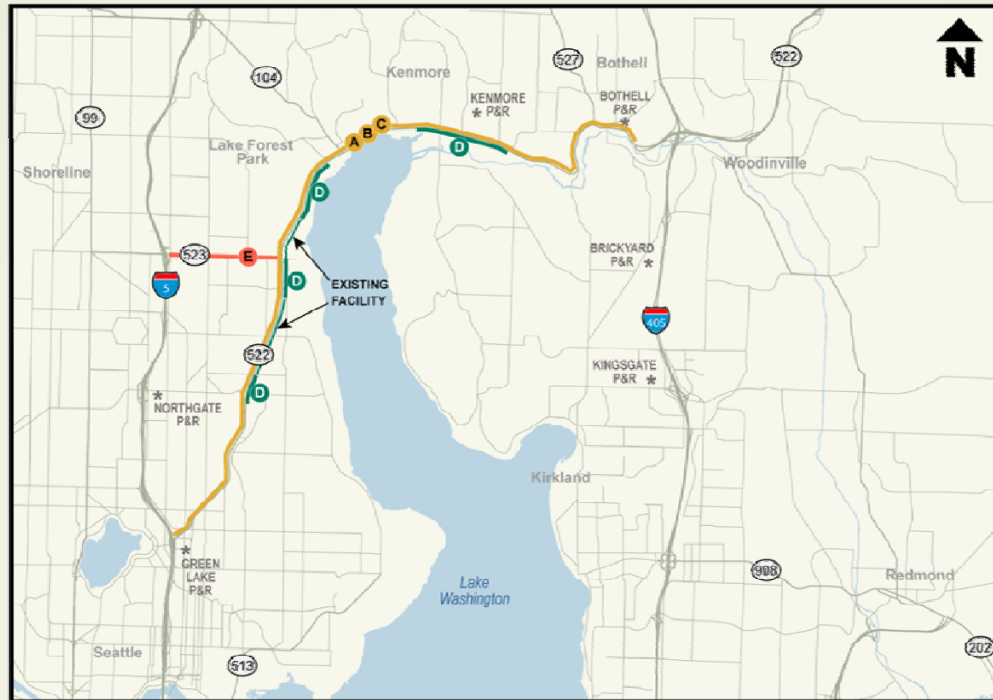 N
527
Bothell
522
104
Kenmore
KENMORE
P&R
BOTHELL
P&R
99
A
B
C
Lake Forest
Park
D
Woodinville
Shoreline
D
523
E
BRICKYARD
P&R
5
D
EXISTING
FACILITY
405
522
KINGSGATE
P&R
NORTHGATE
P&R
D
Kirkland
GREEN
LAKE
P&R
908
Redmond
Lake
Washington
Seattle
513
202